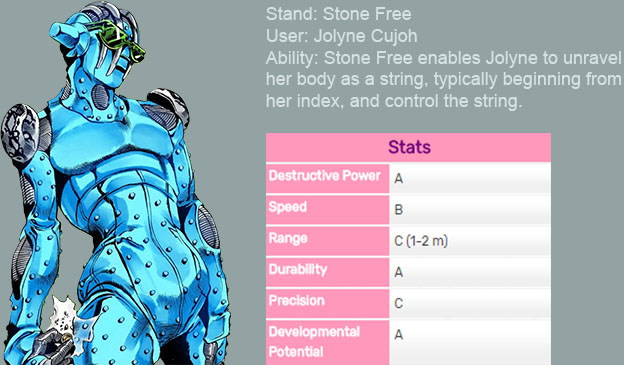 Stand: Stone Free
User: Jolyne Cujoh
Ability: Stone Free enables Jolyne to unravel
her body as a string, typically beginning from
her index, and control the string.
Stats
Destructive Power A
Speed B
Range C (1-2 m)
Durability A
Precision C
Developmental A
Potential